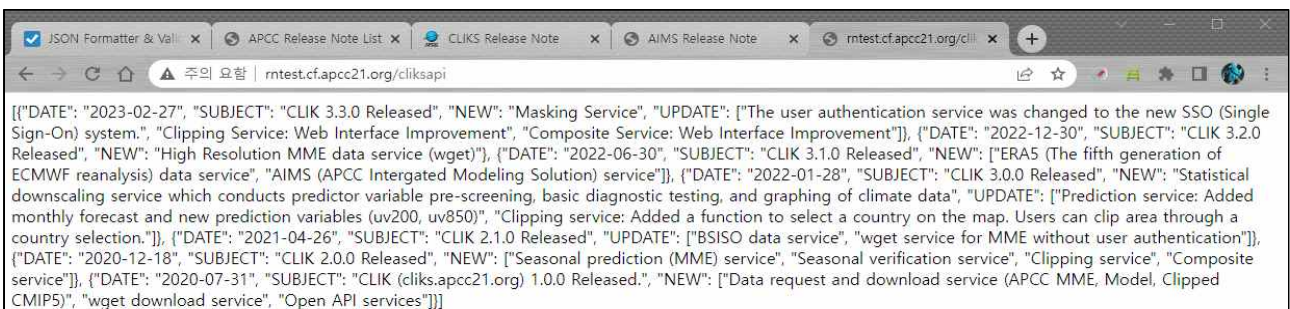 JSON Formatter & Vali
APCC Release Note List
CLIKS Release Note
AIMS Release Note
rntest.cf.apcc21.org/cli
주의 요함 | rntest.cf.apcc21.org/cliksapi
[{"DATE": "2023-02-27", "SUBJECT": "CLIK 3.3.0 Released", "NEW": "Masking Service", "UPDATE": ["The user authentication service was changed to the new SSO (Single
Sign-On) system.", "Clipping Service: Web Interface Improvement", "Composite Service: Web Interface Improvement"]}, {"DATE": "2022-12-30", "SUBJECT": "CLIK 3.2.0
Released", "NEW": "High Resolution MME data service (wget)"}, {"DATE": "2022-06-30", "SUBJECT": "CLIK 3.1.0 Released", "NEW": ["ERA5 (The fifth generation of
ECMWF reanalysis) data service", "AIMS (APCC Intergated Modeling Solution) service"]}, {"DATE": "2022-01-28", "SUBJECT": "CLIK 3.0.0 Released", "NEW": "Statistical
downscaling service which conducts predictor variable pre-screening, basic diagnostic testing, and graphing of climate data", "UPDATE": ["Prediction service: Added
monthly forecast and new prediction variables (uv200, uv850)", "Clipping service: Added a function to select a country on the map. Users can clip area through a
country selection."]}, {"DATE": "2021-04-26", "SUBJECT": "CLIK 2.1.0 Released", "UPDATE": ["BSISO data service", "wget service for MME without user authentication"]},
{"DATE": "2020-12-18", "SUBJECT": "CLIK 2.0.0 Released", "NEW": ["Seasonal prediction (MME) service", "Seasonal verification service", "Clipping service", "Composite
service"]}, {"DATE": "2020-07-31", "SUBJECT": "CLIK (cliks.apcc21.org) 1.0.0 Released.", "NEW": ["Data request and download service (APCC MME, Model, Clipped
CMIP5)", "wget download service", "Open API services"]}]